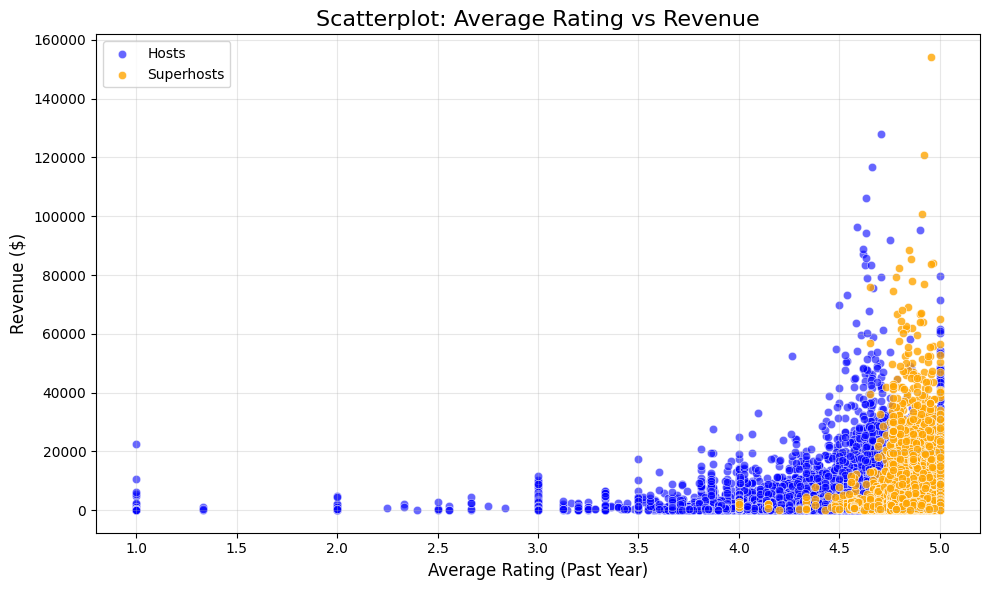 Scatterplot: Average Rating vs Revenue
Hosts
Superhosts
160000
140000
120000
100000
80000
60000
40000
20000
0
Revenue ($)
1.0 1.5 2.0 2.5 3.0 3.5 4.0 4.5 5.0
Average Rating (Past Year)